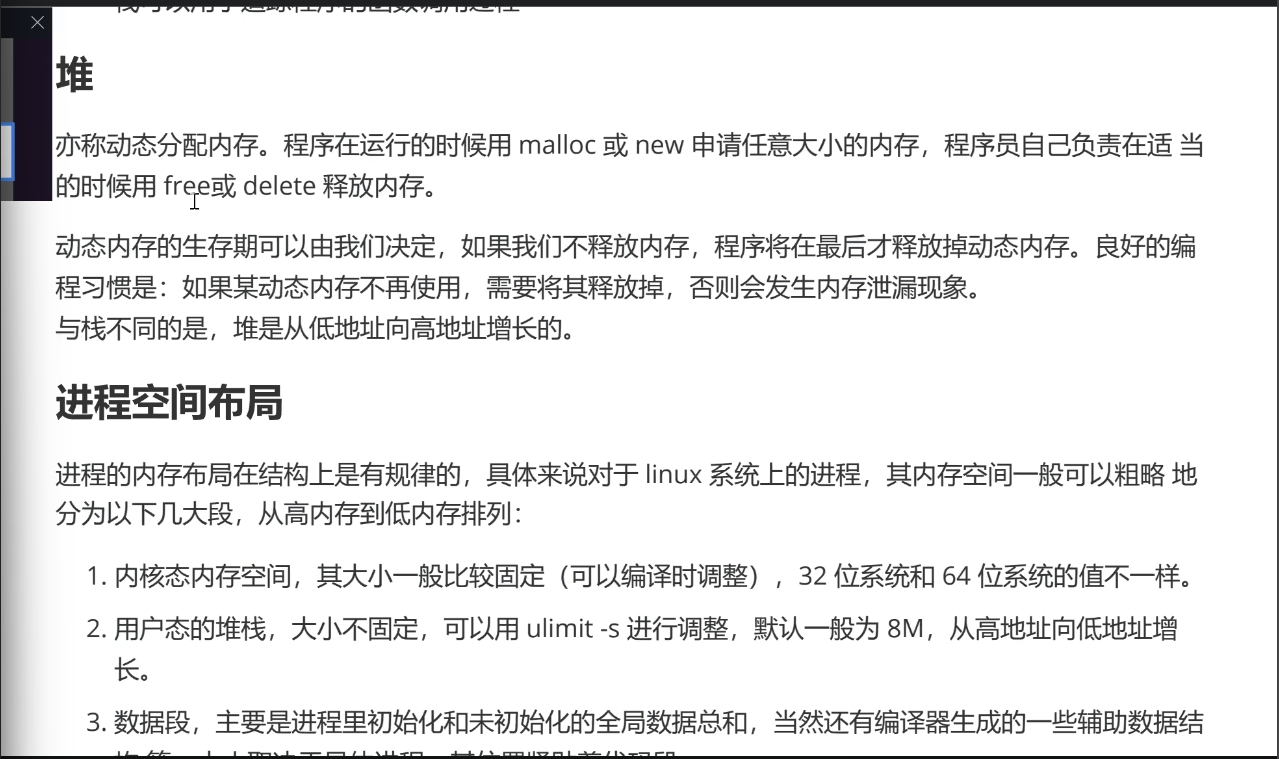 堆
亦称动态分配内存。程序在运行的时候用 malloc 或 new 申请任意大小的内存，程序员自己负责在适 当
的时候用 free或 delete 释放内存。
动态内存的生存期可以由我们决定，如果我们不释放内存，程序将在最后才释放掉动态内存。良好的编
程习惯是：如果某动态内存不再使用，需要将其释放掉，否则会发生内存泄漏现象。
与栈不同的是，堆是从低地址向高地址增长的。
进程空间布局
进程的内存布局在结构上是有规律的，具体来说对于 linux 系统上的进程，其内存空间一般可以粗略 地
分为以下几大段，从高内存到低内存排列：
1. 内核态内存空间，其大小一般比较固定（可以编译时调整），32 位系统和 64 位系统的值不一样。
2. 用户态的堆栈，大小不固定，可以用 ulimit -s 进行调整，默认一般为 8M，从高地址向低地址增
长。
3. 数据段，主要是进程里初始化和未初始化的全局数据总和，当然还有编译器生成的一些辅助数据结